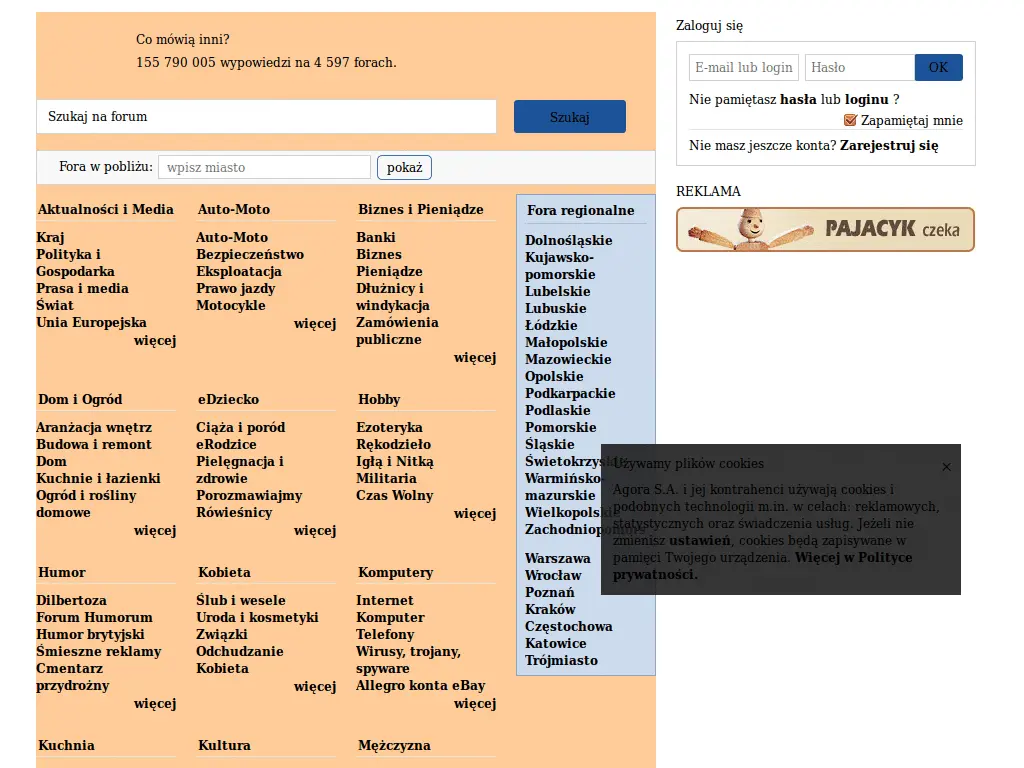 Co mówią inni?
155 790 005 wypowiedzi na 4 597 forach.
Szukaj na forum
Szukaj
Fora w pobliżu:
wpisz miasto
pokaż
Aktualności i Media
Kraj
Polityka i
Gospodarka
Prasa i media
Świat
Unia Europejska
więcej
Auto-Moto
Auto-Moto
Bezpieczeństwo
Eksploatacja
Prawo jazdy
Motocykle
więcej
Biznes i Pieniądze
Banki
Biznes
Pieniądze
Dłużnicy i
windykacja
Zamówienia
publiczne
więcej
Dom i Ogród
Aranżacja wnętrz
Budowa i remont
Dom
Kuchnie i łazienki
Ogród i rośliny
domowe
więcej
eDziecko
Ciąża i poród
eRodzice
Pielęgnacja i
zdrowie
Porozmawiajmy
Rówieśnicy
więcej
Hobby
Ezoteryka
Rękodzieło
Igłą i Nitką
Militaria
Czas Wolny
więcej
Humor
Dilbertoza
Forum Humorum
Humor brytyjski
Śmieszne reklamy
Cmentarz
przydrożny
więcej
Kobieta
Ślub i wesele
Uroda i kosmetyki
Związki
Odchudzanie
Kobieta
więcej
Komputery
Internet
Komputer
Telefony
Wirusy, trojany,
spyware
Allegro konta eBay
więcej
Kuchnia
Kultura
Mężczyzna
Fora regionalne
Dolnośląskie
Kujawsko-
pomorskie
Lubelskie
Lubuskie
Łódzkie
Małopolskie
Mazowieckie
Opolskie
Podkarpackie
Podlaskie
Pomorskie
Śląskie
Świetokrzyskie
Warmińsko-
mazurskie
Wielkopolskie
Zachodniopomors
Warszawa
Wrocław
Poznań
Kraków
Częstochowa
Katowice
Trójmiasto
Zaloguj się
E-mail lub login
Hasło
OK
Nie pamiętasz hasła lub loginu ?
Zapamiętaj mnie
Nie masz jeszcze konta? Zarejestruj się
REKLAMA
PAJACYK czeka
Używamy plików cookies
×
Agora S.A. i jej kontrahenci używają cookies i
podobnych technologii m.in. w celach: reklamowych,
statystycznych oraz świadczenia usług. Jeżeli nie
zmienisz ustawień, cookies będą zapisywane w
pamięci Twojego urządzenia. Więcej w Polityce
prywatności.